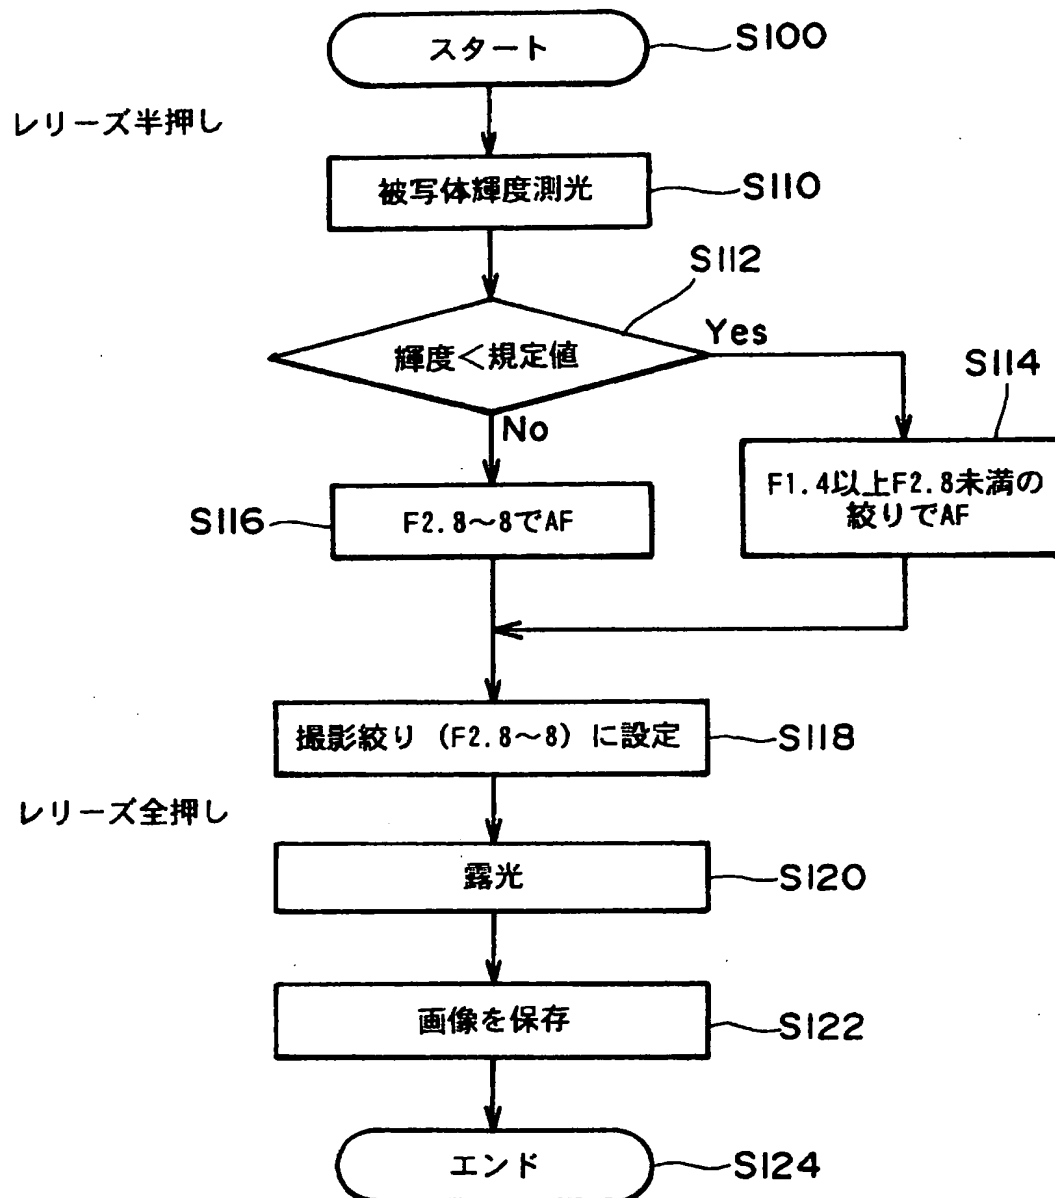 スタート
S100
レリーズ半押し
被写体輝度測光
S110
S112
輝度<規定値
Yes
S114
No
F1.4以上F2.8未満の
絞りでAF
S116
F2.8〜8でAF
撮影絞り (F2.8〜8) に設定
S118
レリーズ全押し
露光
S120
画像を保存
S122
エンド
S124